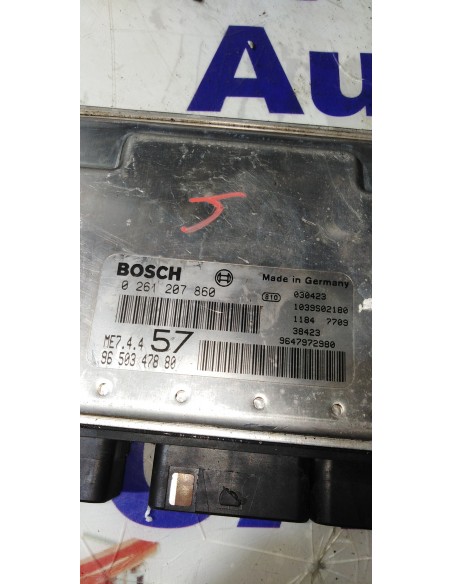 Au
BOSCH Made in Germany
0 261 207 860 810 030423
1039S02180
1184 7709
38423
ME7.4.4 57 9647972980
96 503 478 80